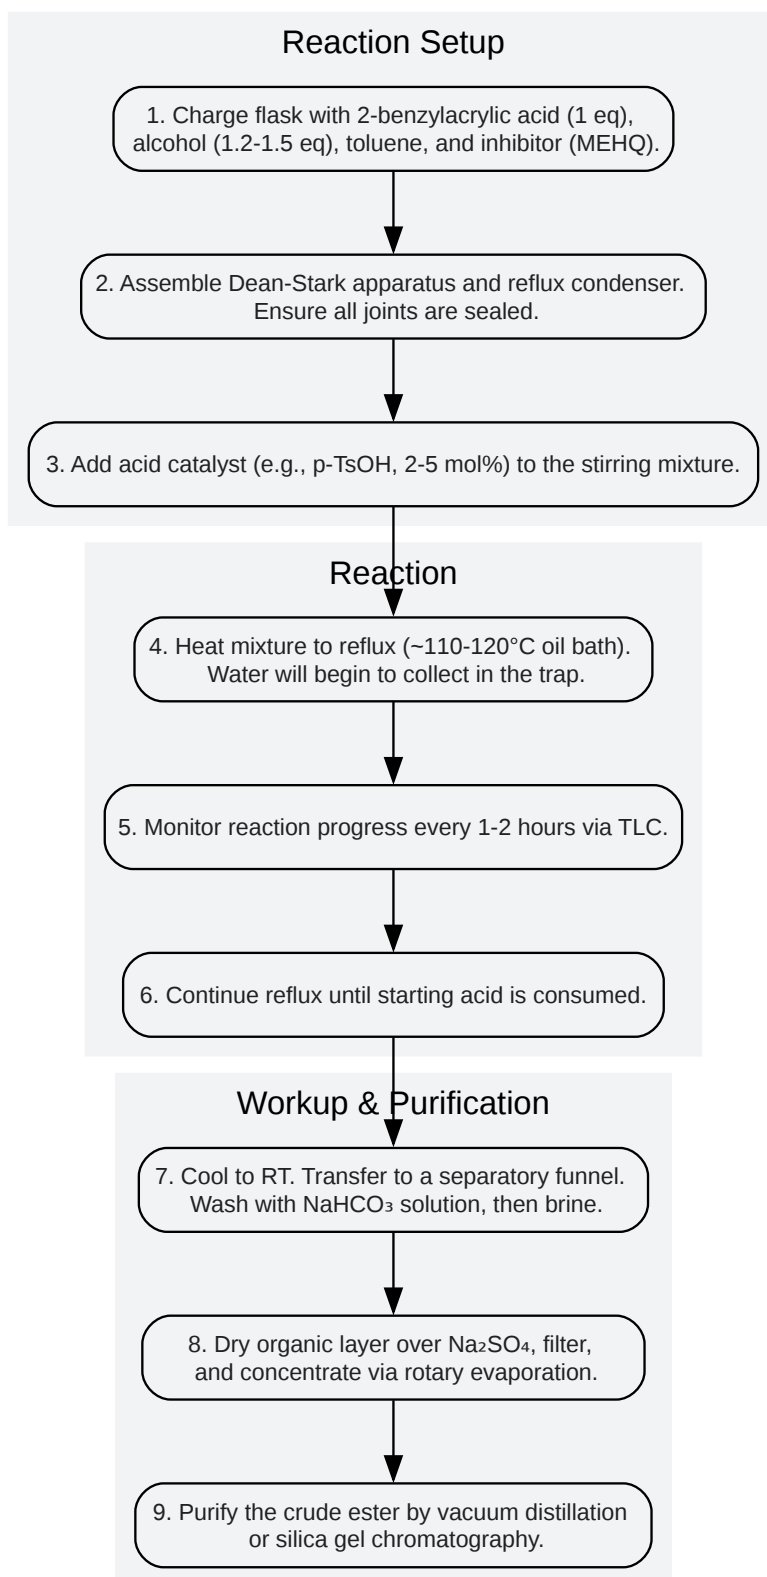 Reaction Setup
1. Charge flask with 2-benzylacrylic acid (1 eq),
alcohol (1.2-1.5 eq), toluene, and inhibitor (MEHQ).
2. Assemble Dean-Stark apparatus and reflux condenser.
Ensure all joints are sealed.
3. Add acid catalyst (e.g., p-TsOH, 2-5 mol%) to the stirring mixture.
Reaction
4. Heat mixture to reflux (~110-120°C oil bath).
Water will begin to collect in the trap.
5. Monitor reaction progress every 1-2 hours via TLC.
6. Continue reflux until starting acid is consumed.
Workup & Purification
7. Cool to RT. Transfer to a separatory funnel.
Wash with NaHCO₃ solution, then brine.
8. Dry organic layer over Na₂SO₄, filter,
and concentrate via rotary evaporation.
9. Purify the crude ester by vacuum distillation
or silica gel chromatography.